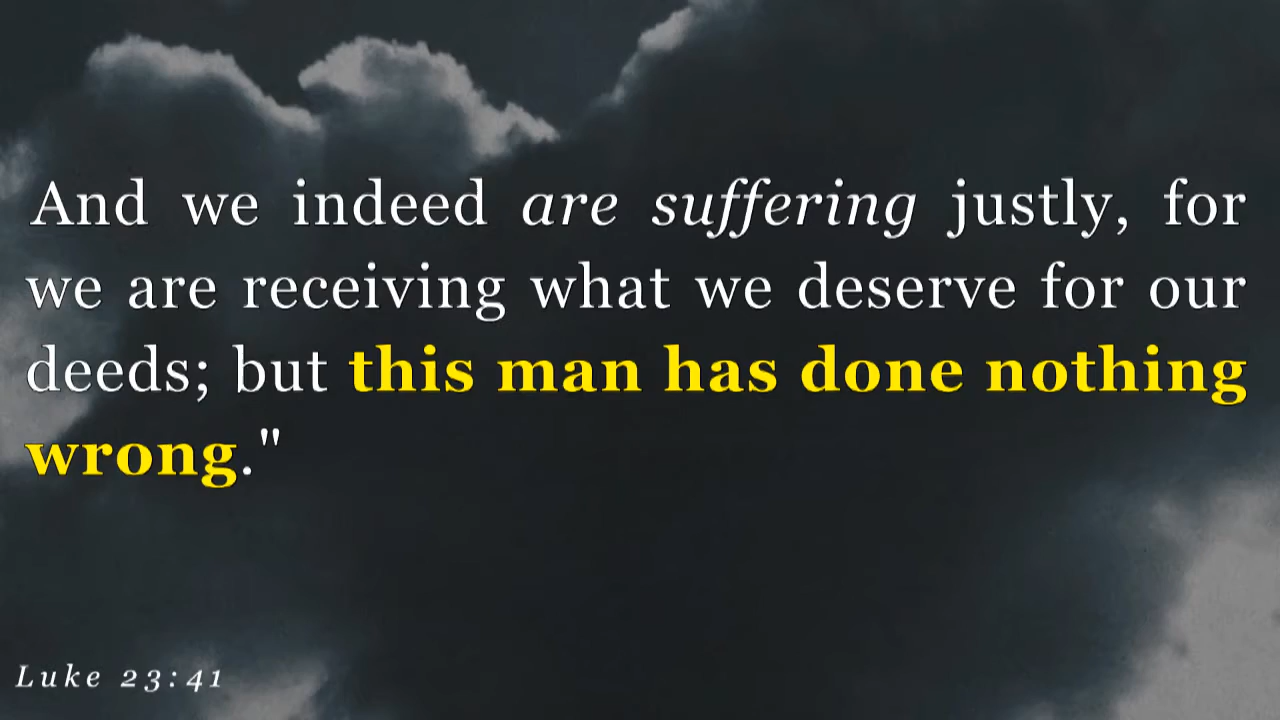 And we indeed are suffering justly, for
we are receiving what we deserve for our
deeds; but this man has done nothing
wrong."
Luke 23:41